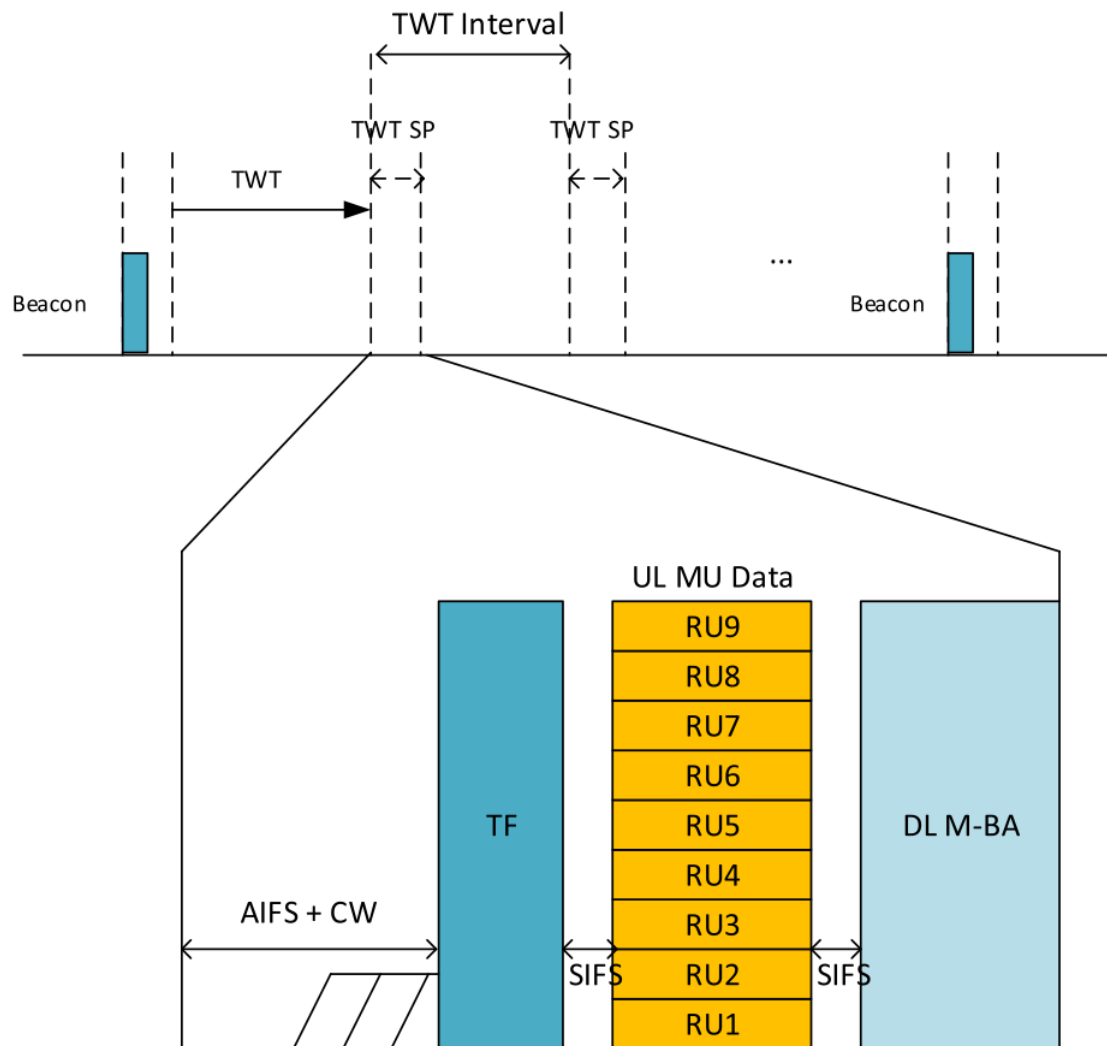 TWT Interval
TWT SP
TWT SP
TWT
...
Beacon
Beacon
UL MU Data
RU9
RU8
RU7
RU6
RU5
RU4
RU3
RU2
RU1
TF
DL M-BA
AIFS + CW
SIFS
SIFS